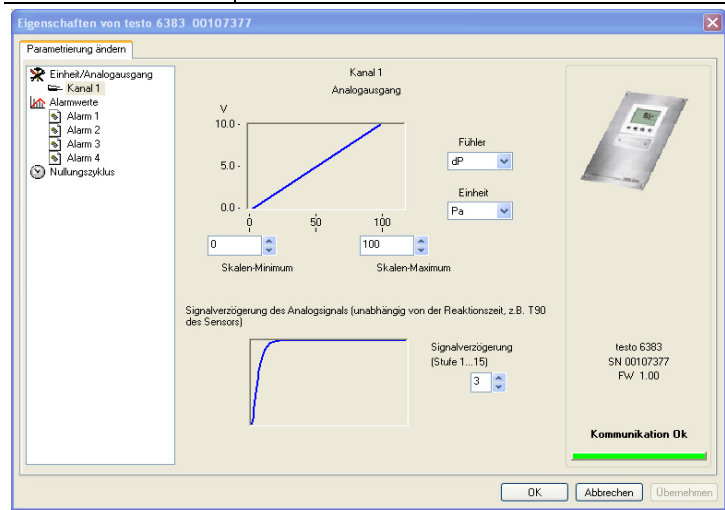 Eigenschaften von testo 6383 00107377
Parametrierung ändern
Einheit/Analogausgang
Kanal 1
Alarmwerte
Alarm 1
Alarm 2
Alarm 3
Alarm 4
Nullungszyklus
Kanal 1
Analogausgang
V
10.0
5.0
0.0
0 50 100
0
100
Skalen-Minimum
Skalen-Maximum
Fühler
dP
Einheit
Pa
Signalverzögerung des Analogsignals (unabhängig von der Reaktionszeit, z.B. T90
des Sensors)
Signalverzögerung
(Stufe 1...15)
3
testo 6383
SN 00107377
FW 1.00
Kommunikation Ok
OK
Abbrechen
Übernehmen